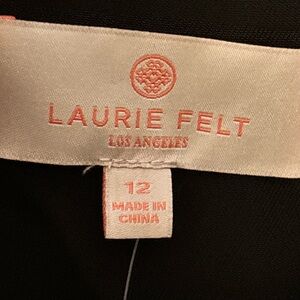 LAURIE FELT
LOS ANGELES
12
MADE IN
CHINA